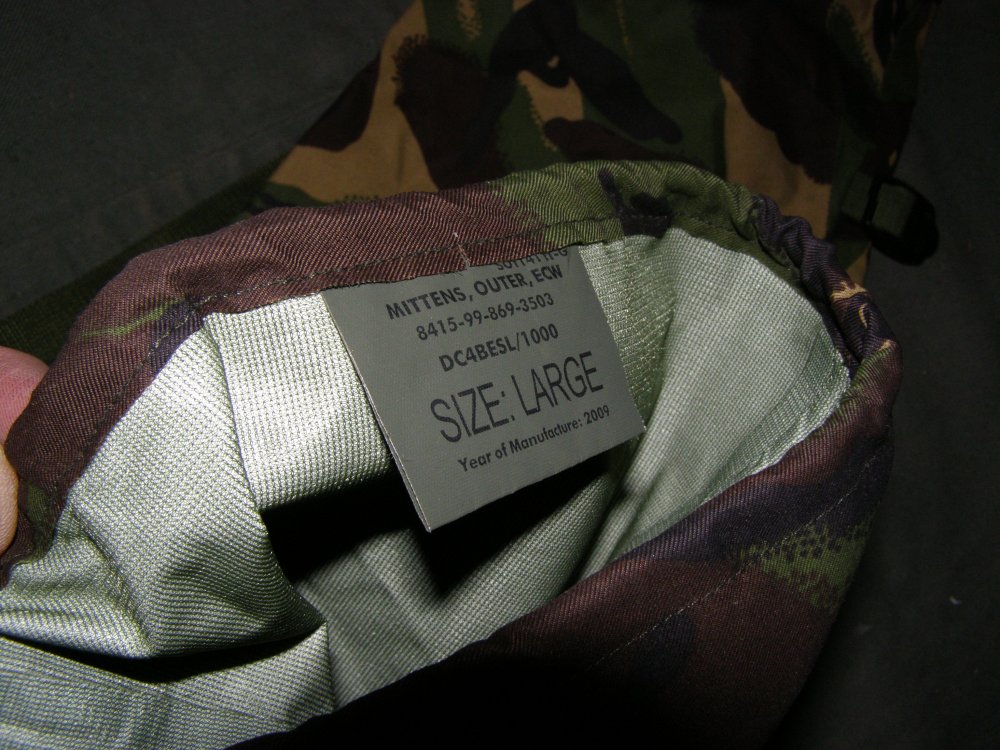 MITTENS, OUTER, ECW
8415-99-869-3503
DC4BESL/1000
SIZE: LARGE
Year of Manufacture: 2009